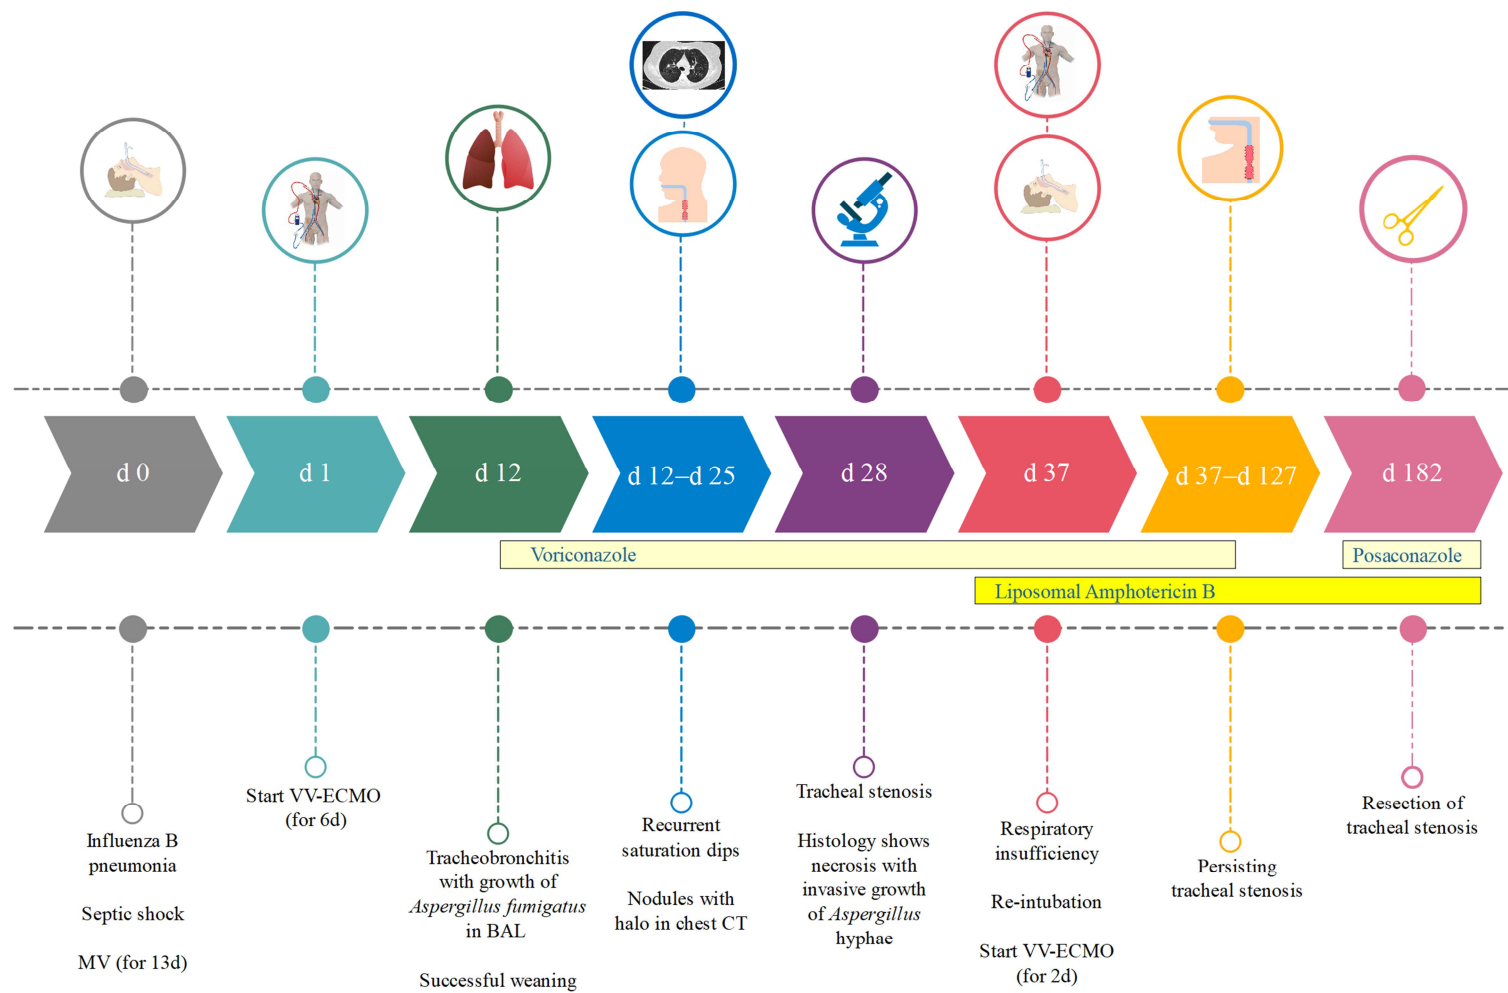 d 0
d 1
d 12
d 12–d 25
d 28
d 37
d 37–d 127
d 182
Voriconazole
Posaconazole
Liposomal Amphotericin B
Influenza B
pneumonia
Septic shock
MV (for 13d)
Start VV-ECMO
(for 6d)
Tracheobronchitis
with growth of
Aspergillus fumigatus
in BAL
Successful weaning
Recurrent
saturation dips
Nodules with
halo in chest CT
Tracheal stenosis
Histology shows
necrosis with
invasive growth
of Aspergillus
hyphae
Respiratory
insufficiency
Re-intubation
Start VV-ECMO
(for 2d)
Persisting
tracheal stenosis
Resection of
tracheal stenosis